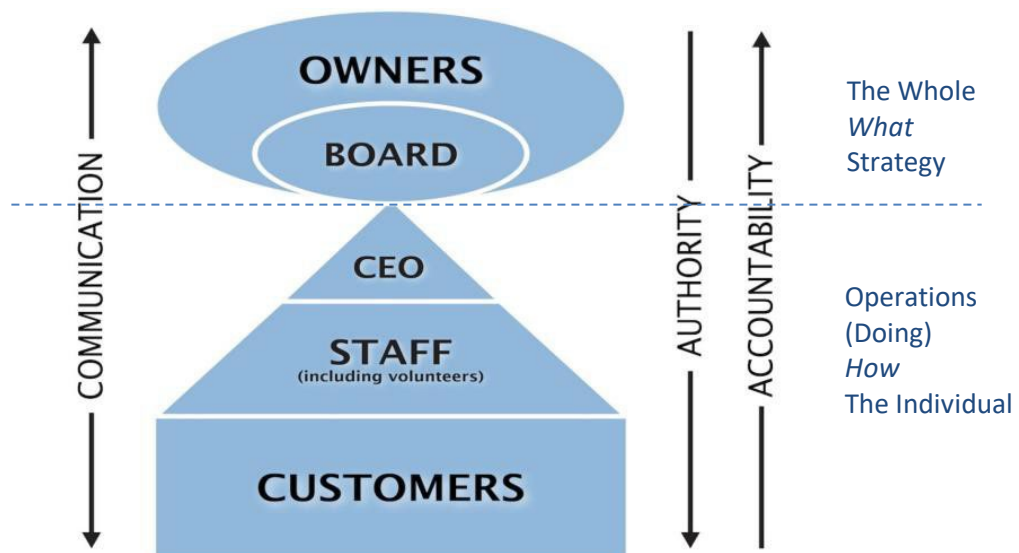 OWNERS
BOARD
CEO
STAFF
(including volunteers)
CUSTOMERS
COMMUNICATION
AUTHORITY
ACCOUNTABILITY
The Whole
What
Strategy
Operations
(Doing)
How
The Individual